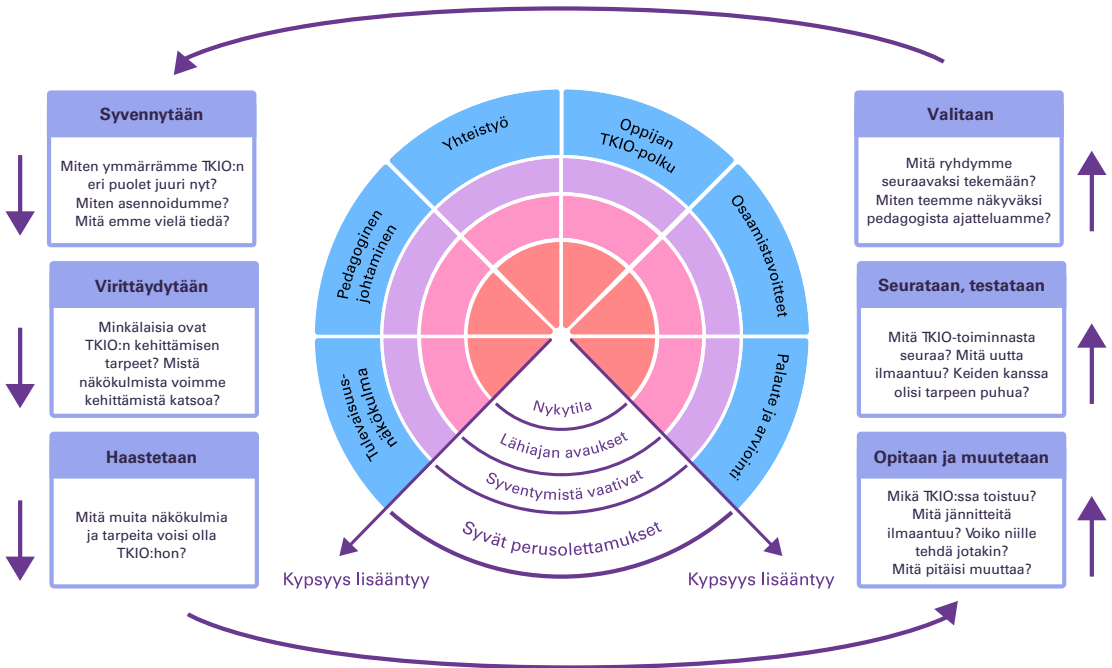 Syvennytään
Miten ymmärrämme TKIO:n
eri puolet juuri nyt?
Miten asennoidumme?
Mitä emme vielä tiedä?
Virittäydytään
Minkälaisia ovat
TKIO:n kehittämisen
tarpeet? Mistä
näkökulmista voimme
kehittämistä katsoa?
Haastetaan
Mitä muita näkökulmia
ja tarpeita voisi olla
TKIO:hon?
Tulevaisuus-
näkökulma
Pedagoginen
johtaminen
Yhteistyö
Oppijan
TKIO-polku
Osaamistavoitteet
Palaute ja arviointi
Nykytila
Lähiajan avaukset
Syventymistä vaativat
Syvät perusolettamukset
Kypsyys lisääntyy
Kypsyys lisääntyy
Valitaan
Mitä ryhdymme
seuraavaksi tekemään?
Miten teemme näkyväksi
pedagogista ajatteluamme?
Seurataan, testataan
Mitä TKIO-toiminnasta
seuraa? Mitä uutta
ilmaantuu? Keiden kanssa
olisi tarpeen puhua?
Opitaan ja muutetaan
Mikä TKIO:ssa toistuu?
Mitä jännitteitä
ilmaantuu? Voiko niille
tehdä jotakin?
Mitä pitäisi muuttaa?